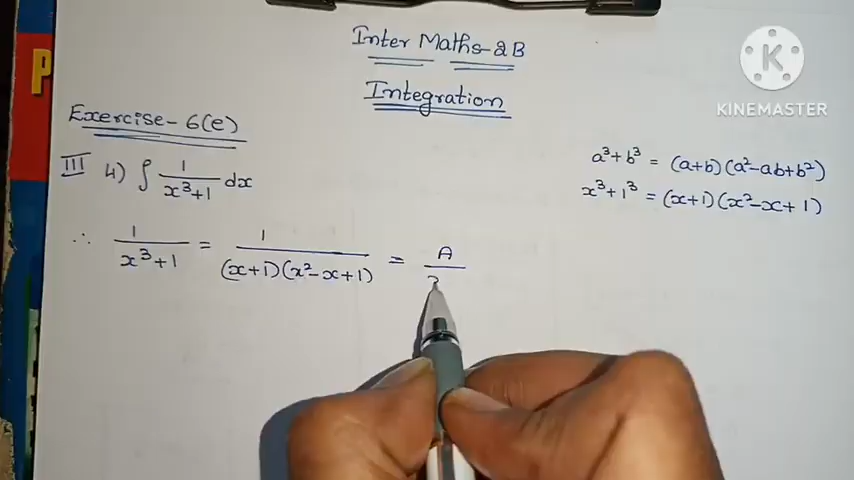 Inter Maths-2B
Integration
K
KINEMASTER
P
Exercise-6(e)
III 4) ∫ 1/(x³+1) dx
a³+b³ = (a+b)(a²-ab+b²)
x³+1³ = (x+1)(x²-x+1)
∴ 1/(x³+1) = 1/((x+1)(x²-x+1)) = A/